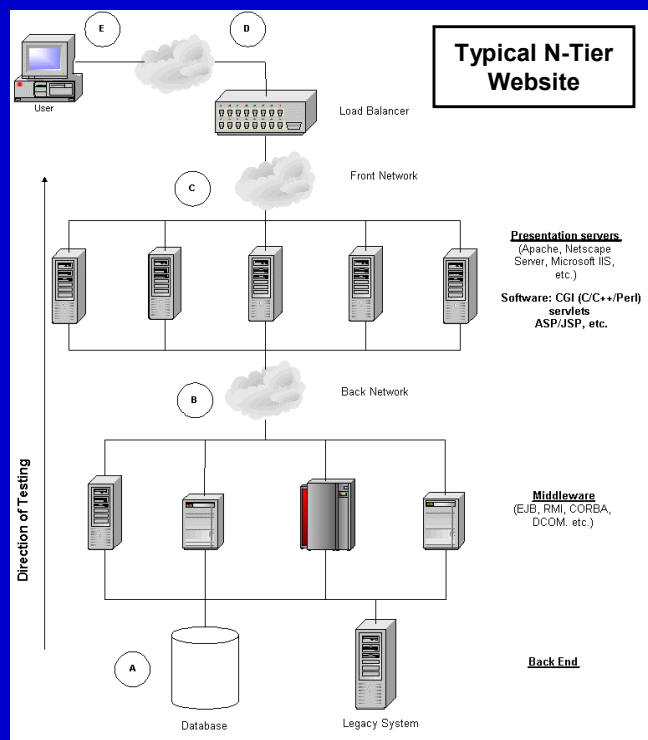 E
D
Typical N-Tier
Website
User
Load Balancer
Front Network
C
Presentation servers
(Apache, Netscape
Server, Microsoft IIS,
etc.)
Software: CGI (C/C++/Perl)
servlets
ASP/JSP, etc.
Back Network
B
Direction of Testing
Middleware
(EJB, RMI, CORBA,
DCOM. etc.)
A
Back End
Database
Legacy System